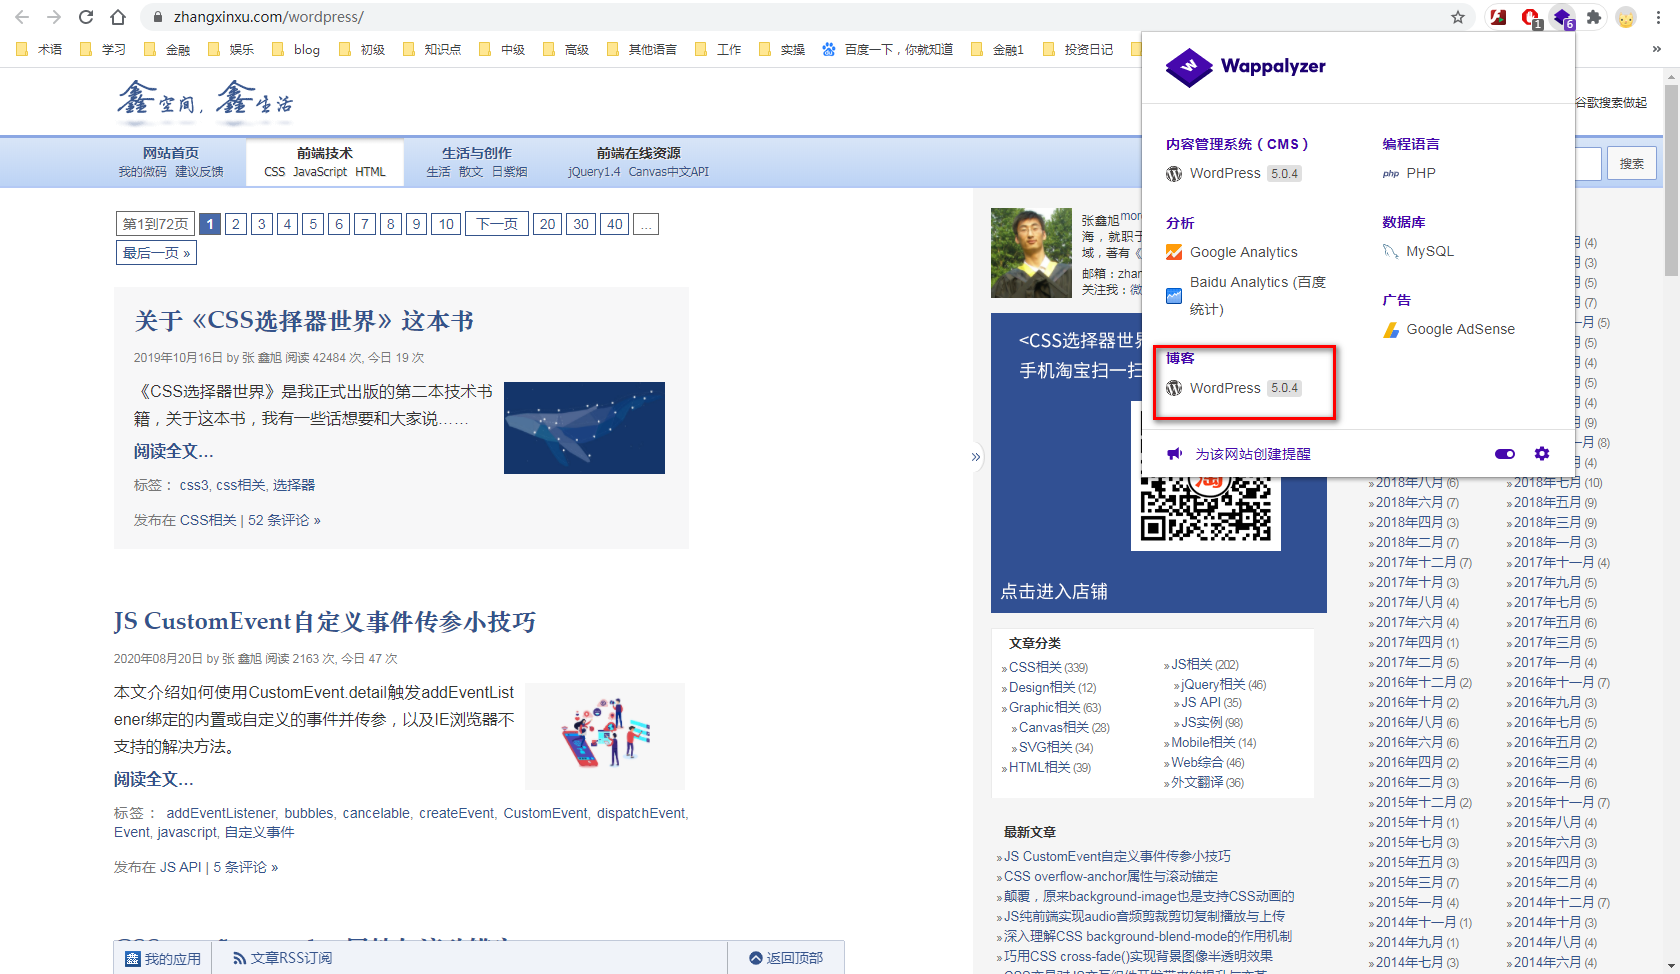 zhangxinxu.com/wordpress/
1
6
术语
学习
金融
娱乐
blog
初级
知识点
中级
高级
其他语言
工作
实操
百度一下，你就知道
金融1
投资日记
»
鑫空间，鑫生活
谷歌搜索做起
网站首页
我的微码 建议反馈
前端技术
CSS JavaScript HTML
生活与创作
生活 散文 日紫烟
前端在线资源
jQuery1.4 Canvas中文API
搜索
第1到72页 1 2 3 4 5 6 7 8 9 10 下一页 20 30 40 ...
最后一页 »
关于《CSS选择器世界》这本书
2019年10月16日 by 张 鑫旭 阅读 42484 次, 今日 19 次
《CSS选择器世界》是我正式出版的第二本技术书
籍，关于这本书，我有一些话想要和大家说……
阅读全文...
标签： css3, css相关, 选择器
发布在 CSS相关 | 52 条评论 »
JS CustomEvent自定义事件传参小技巧
2020年08月20日 by 张 鑫旭 阅读 2163 次, 今日 47 次
本文介绍如何使用CustomEvent.detail触发addEventList
ener绑定的内置或自定义的事件并传参，以及IE浏览器不
支持的解决方法。
阅读全文...
标签： addEventListener, bubbles, cancelable, createEvent, CustomEvent, dispatchEvent,
Event, javascript, 自定义事件
发布在 JS API | 5 条评论 »
我的应用
文章RSS订阅
返回顶部
»
张鑫旭more
海，就职于
域，著有《
邮箱：zhan
关注我：微
<CSS选择器世界
手机淘宝扫一扫
淘
点击进入店铺
Wappalyzer
内容管理系统（CMS）
WordPress 5.0.4
分析
Google Analytics
Baidu Analytics (百度
统计)
博客
WordPress 5.0.4
编程语言
php PHP
数据库
MySQL
广告
Google AdSense
为该网站创建提醒
文章分类
»CSS相关 (339)
»Design相关 (12)
»Graphic相关 (63)
»Canvas相关 (28)
»SVG相关 (34)
»HTML相关 (39)
»JS相关 (202)
»jQuery相关 (46)
»JS API (35)
»JS实例 (98)
»Mobile相关 (14)
»Web综合 (46)
»外文翻译 (36)
最新文章
»JS CustomEvent自定义事件传参小技巧
»CSS overflow-anchor属性与滚动锚定
»颠覆，原来background-image也是支持CSS动画的
»JS纯前端实现audio音频剪裁剪切复制播放与上传
»深入理解CSS background-blend-mode的作用机制
»巧用CSS cross-fade()实现背景图像半透明效果
月 (4)
月 (3)
月 (5)
月 (7)
一月 (5)
月 (5)
月 (4)
月 (5)
月 (4)
月 (9)
一月 (8)
月 (4)
»2018年八月 (6) »2018年七月 (10)
»2018年六月 (7) »2018年五月 (9)
»2018年四月 (3) »2018年三月 (9)
»2018年二月 (7) »2018年一月 (3)
»2017年十二月 (7) »2017年十一月 (4)
»2017年十月 (3) »2017年九月 (5)
»2017年八月 (4) »2017年七月 (5)
»2017年六月 (4) »2017年五月 (6)
»2017年四月 (1) »2017年三月 (5)
»2017年二月 (5) »2017年一月 (4)
»2016年十二月 (2) »2016年十一月 (7)
»2016年十月 (2) »2016年九月 (3)
»2016年八月 (6) »2016年七月 (5)
»2016年六月 (6) »2016年五月 (2)
»2016年四月 (2) »2016年三月 (4)
»2016年二月 (3) »2016年一月 (6)
»2015年十二月 (2) »2015年十一月 (7)
»2015年十月 (1) »2015年八月 (4)
»2015年七月 (3) »2015年六月 (3)
»2015年五月 (3) »2015年四月 (3)
»2015年三月 (7) »2015年二月 (4)
»2015年一月 (4) »2014年十二月 (7)
»2014年十一月 (1) »2014年十月 (3)
»2014年九月 (1) »2014年八月 (4)
»2014年七月 (3) »2014年六月 (4)